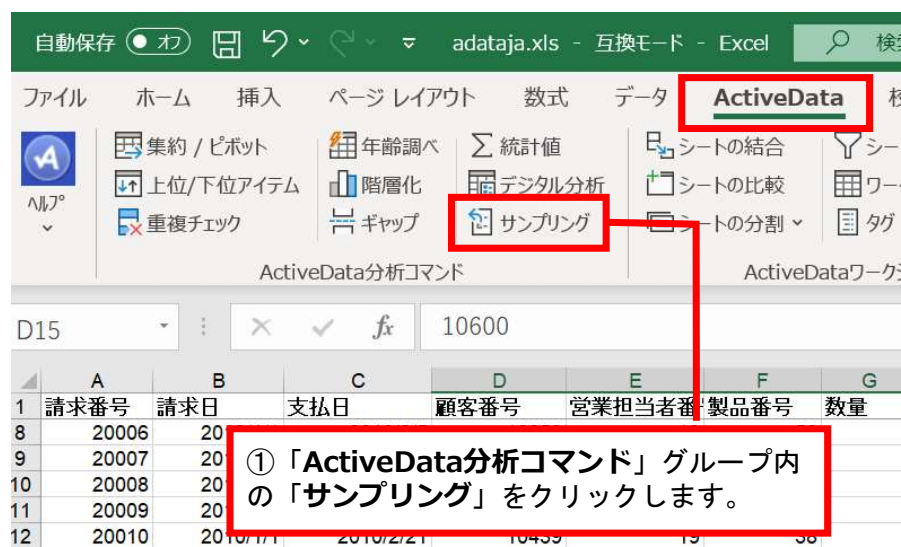 自動保存 オフ adataja.xls - 互換モード - Excel
ファイル ホーム 挿入 ページ レイアウト 数式 データ ActiveData
集約 / ピボット 年齢調べ Σ 統計値 シートの結合 シー
ヘルプ 上位/下位アイテム 階層化 デジタル分析 シートの比較 ワー
重複チェック ギャップ サンプリング シートの分割 タグ
ActiveData分析コマンド ActiveDataワーク
D15 fx 10600
A B C D E F G
1 請求番号 請求日 支払日 顧客番号 営業担当者番 製品番号 数量
8 20006
9 20007
10 20008
11 20009
12 20010 2010/1/1 2010/2/21 10439 19 38
①「ActiveData分析コマンド」グループ内
の「サンプリング」をクリックします。